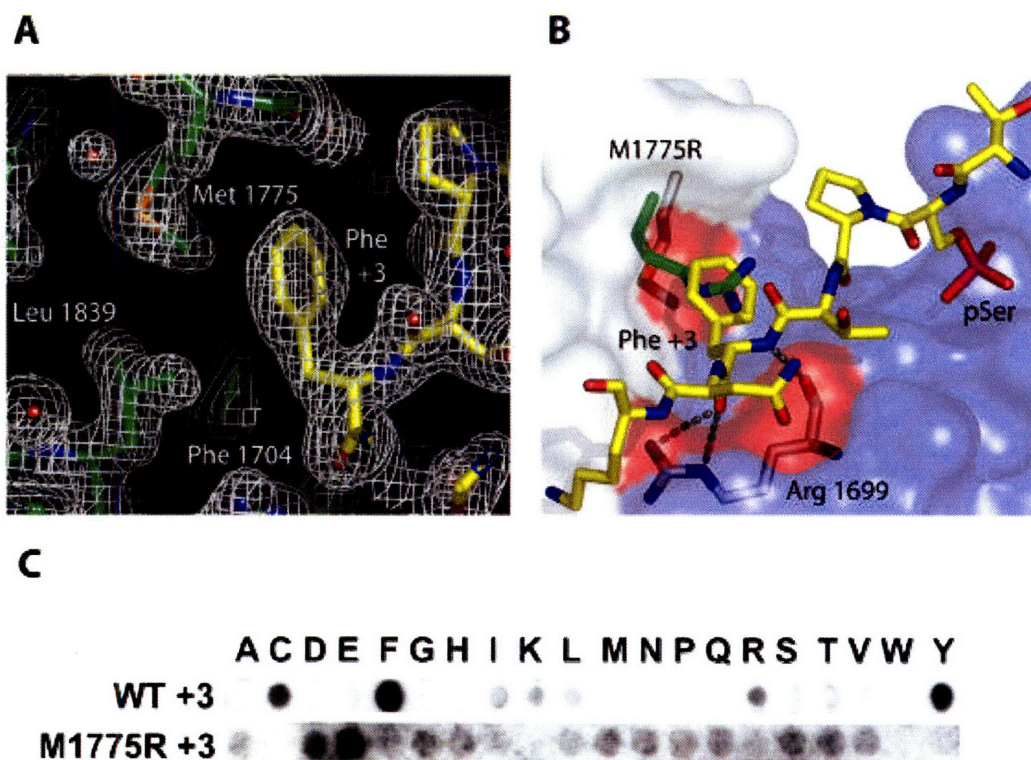 A
Met 1775
Phe
+3
Leu 1839
Phe 1704
B
M1775R
Phe +3
pSer
Arg 1699
C
A C D E F G H I K L M N P Q R S T V W Y
WT +3
M1775R +3